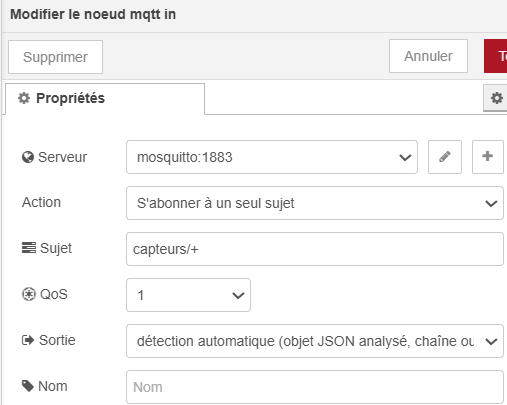 Modifier le noeud mqtt in
Supprimer
Annuler
Propriétés
Serveur mosquitto:1883
Action S'abonner à un seul sujet
Sujet capteurs/+
QoS 1
Sortie détection automatique (objet JSON analysé, chaîne ou
Nom Nom